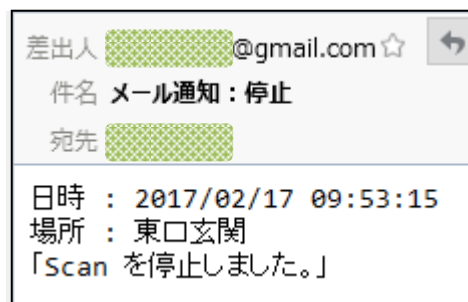 差出人 @gmail.com
件名 メール通知：停止
宛先
日時 : 2017/02/17 09:53:15
場所 : 東口玄関
「Scan を停止しました。」